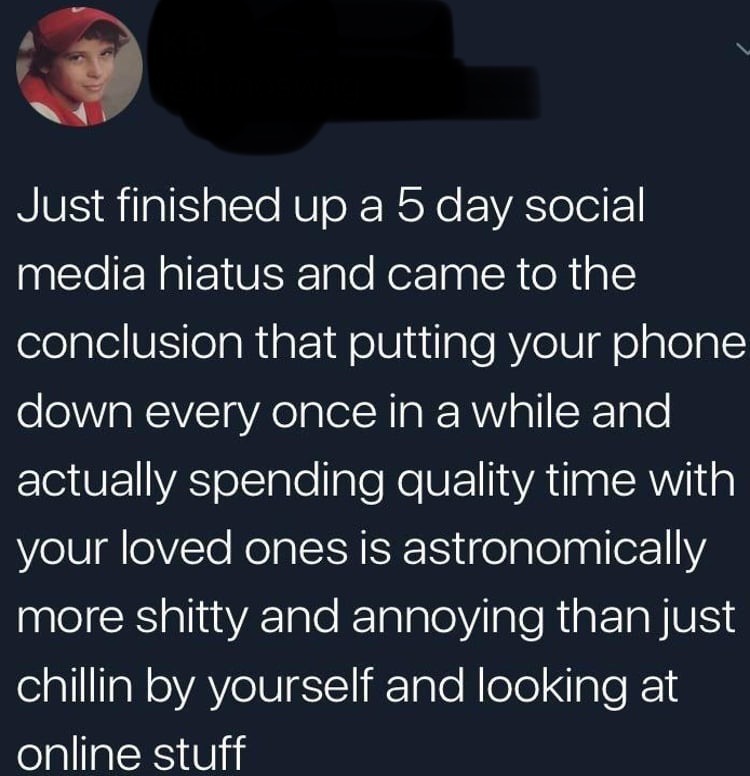 Just finished up a 5 day social
media hiatus and came to the
conclusion that putting your phone
down every once in a while and
actually spending quality time with
your loved ones is astronomically
more shitty and annoying than just
chillin by yourself and looking at
online stuff